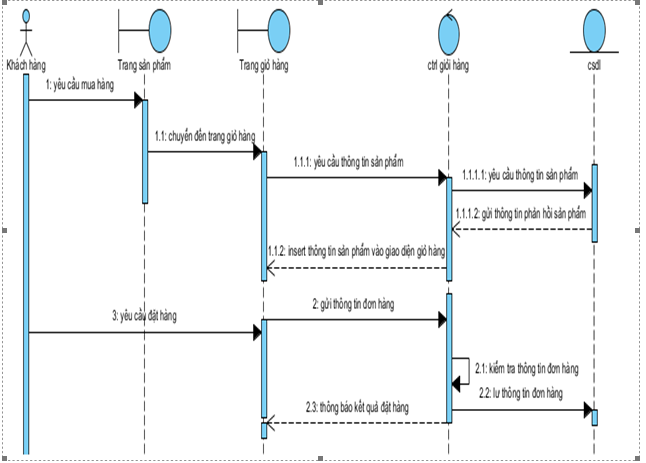 Khách hàng
Trang sản phẩm
Trang giỏ hàng
ctrl giỏi hàng
csdl
1: yêu cầu mua hàng
1.1: chuyển đến trang giỏ hàng
1.1.1: yêu cầu thông tin sản phẩm
1.1.1.1: yêu cầu thông tin sản phẩm
1.1.1.2: gửi thông tin phản hồi sản phẩm
1.1.2: insert thông tin sản phẩm vào giao diện giỏ hàng
2: gửi thông tin đơn hàng
3: yêu cầu đặt hàng
2.1: kiểm tra thông tin đơn hàng
2.2: lư thông tin đơn hàng
2.3: thông báo kết quả đặt hàng